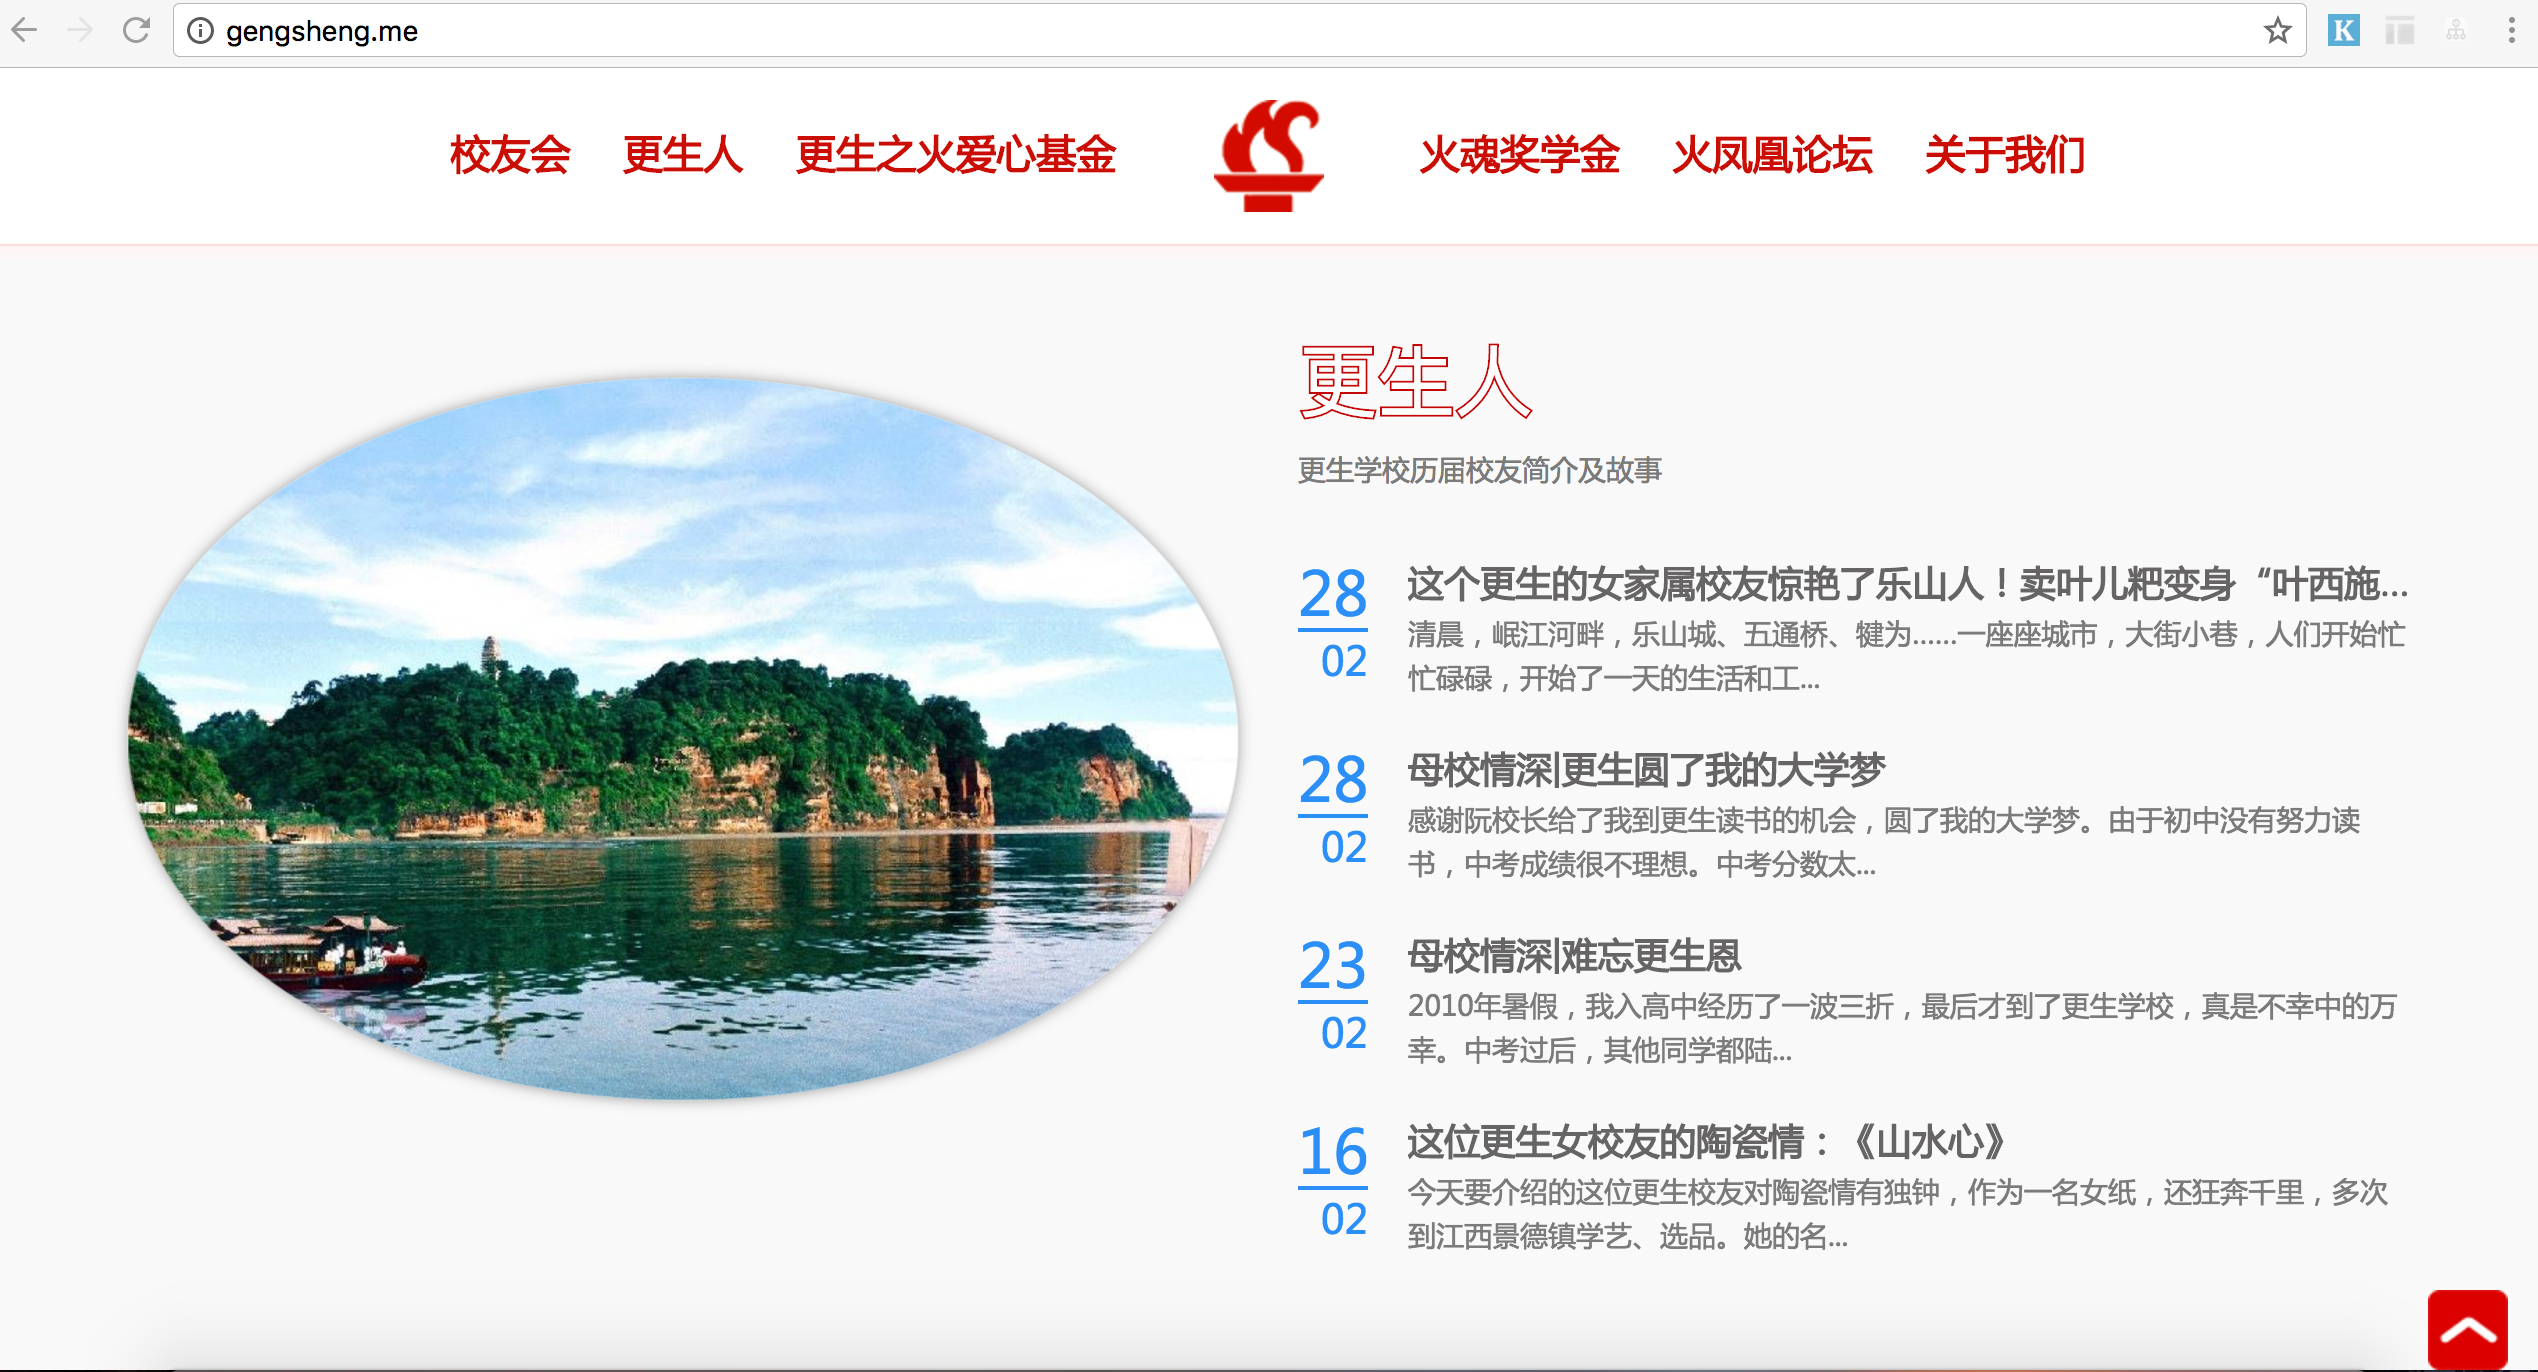 gengsheng.me
校友会 更生人 更生之火爱心基金 火魂奖学金 火凤凰论坛 关于我们
更生人
更生学校历届校友简介及故事
28
02
这个更生的女家属校友惊艳了乐山人！卖叶儿粑变身“叶西施...
清晨，岷江河畔，乐山城、五通桥、犍为......一座座城市，大街小巷，人们开始忙
忙碌碌，开始了一天的生活和工...
28
02
母校情深|更生圆了我的大学梦
感谢阮校长给了我到更生读书的机会，圆了我的大学梦。由于初中没有努力读
书，中考成绩很不理想。中考分数太...
23
02
母校情深|难忘更生恩
2010年暑假，我入高中经历了一波三折，最后才到了更生学校，真是不幸中的万
幸。中考过后，其他同学都陆...
16
02
这位更生女校友的陶瓷情：《山水心》
今天要介绍的这位更生校友对陶瓷情有独钟，作为一名女纸，还狂奔千里，多次
到江西景德镇学艺、选品。她的名...